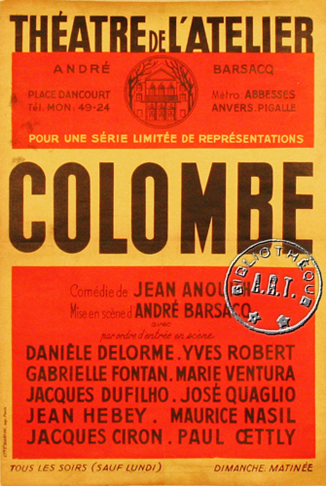 THÉATRE DE L'ATELIER
ANDRÉ BARSACQ
PLACE DANCOURT Métro. ABBESSES
Tél. MON: 49-24 ANVERS. PIGALLE
POUR UNE SÉRIE LIMITÉE DE REPRÉSENTATIONS
COLOMBE
BIBLIOTHÈQUE
A.R.T.
Comédie de JEAN ANOUILH
Mise en scène d'ANDRÉ BARSACQ
avec
par ordre d'entrée en scène
DANIÈLE DELORME . YVES ROBERT
GABRIELLE FONTAN . MARIE VENTURA
JACQUES DUFILHO . JOSÉ QUAGLIO
JEAN HEBEY . MAURICE NASIL
JACQUES CIRON . PAUL ŒTTLY
TOUS LES SOIRS (SAUF LUNDI) DIMANCHE. MATINÉE